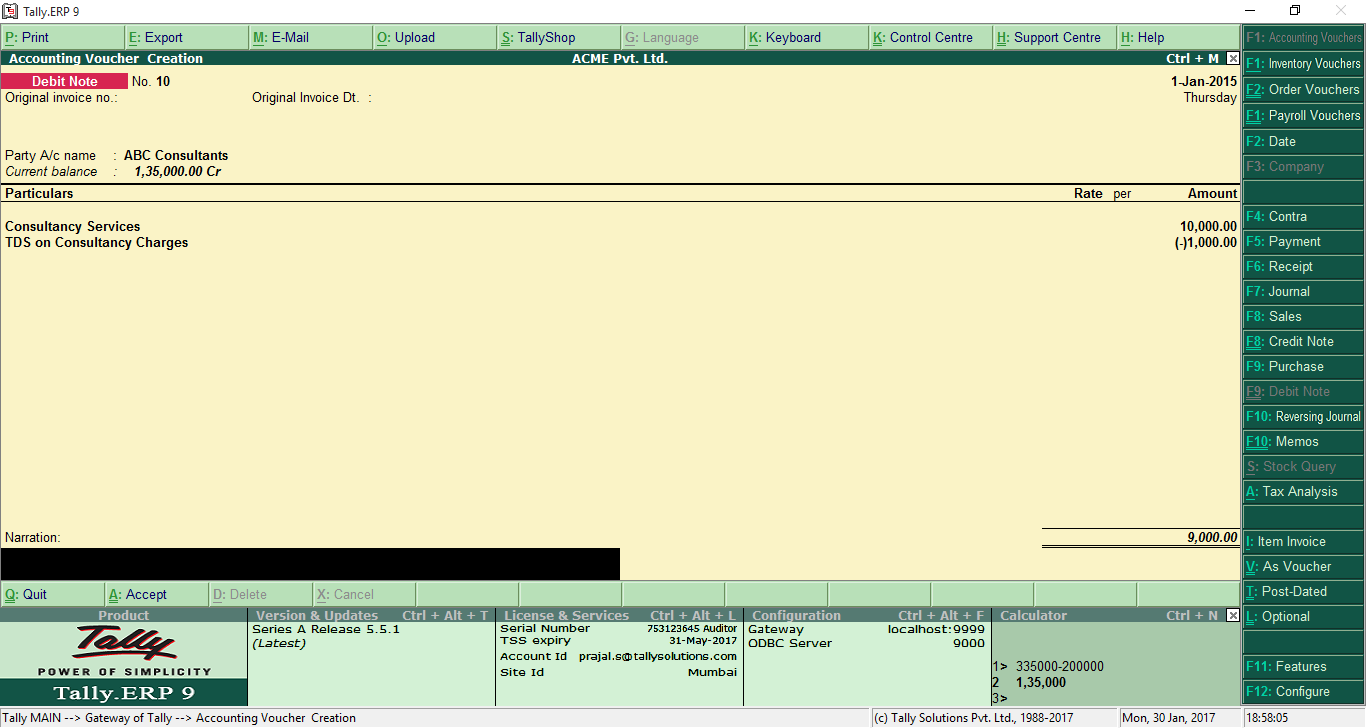 Tally.ERP 9
P: Print E: Export M: E-Mail O: Upload S: TallyShop G: Language K: Keyboard K: Control Centre H: Support Centre H: Help
Accounting Voucher Creation ACME Pvt. Ltd. Ctrl + M
Debit Note No. 10 1-Jan-2015
Original invoice no.: Original Invoice Dt. : Thursday
Party A/c name : ABC Consultants
Current balance : 1,35,000.00 Cr
Particulars Rate per Amount
Consultancy Services 10,000.00
TDS on Consultancy Charges (-)1,000.00
Narration: 9,000.00
Q: Quit A: Accept D: Delete X: Cancel
F1: Accounting Vouchers
F1: Inventory Vouchers
F2: Order Vouchers
F1: Payroll Vouchers
F2: Date
F3: Company
F4: Contra
F5: Payment
F6: Receipt
F7: Journal
F8: Sales
F8: Credit Note
F9: Purchase
F9: Debit Note
F10: Reversing Journal
F10: Memos
S: Stock Query
A: Tax Analysis
I: Item Invoice
V: As Voucher
T: Post-Dated
L: Optional
F11: Features
F12: Configure
Product
Tally
POWER OF SIMPLICITY
Tally.ERP 9
Version & Updates Ctrl + Alt + T
Series A Release 5.5.1
(Latest)
License & Services Ctrl + Alt + L
Serial Number 753123645 Auditor
TSS expiry 31-May-2017
Account Id prajal.s@tallysolutions.com
Site Id Mumbai
Configuration Ctrl + Alt + F
Gateway localhost:9999
ODBC Server 9000
Calculator Ctrl + N
1> 335000-200000
2 1,35,000
3>
Tally MAIN --> Gateway of Tally --> Accounting Voucher Creation (c) Tally Solutions Pvt. Ltd., 1988-2017 Mon, 30 Jan, 2017 18:58:05